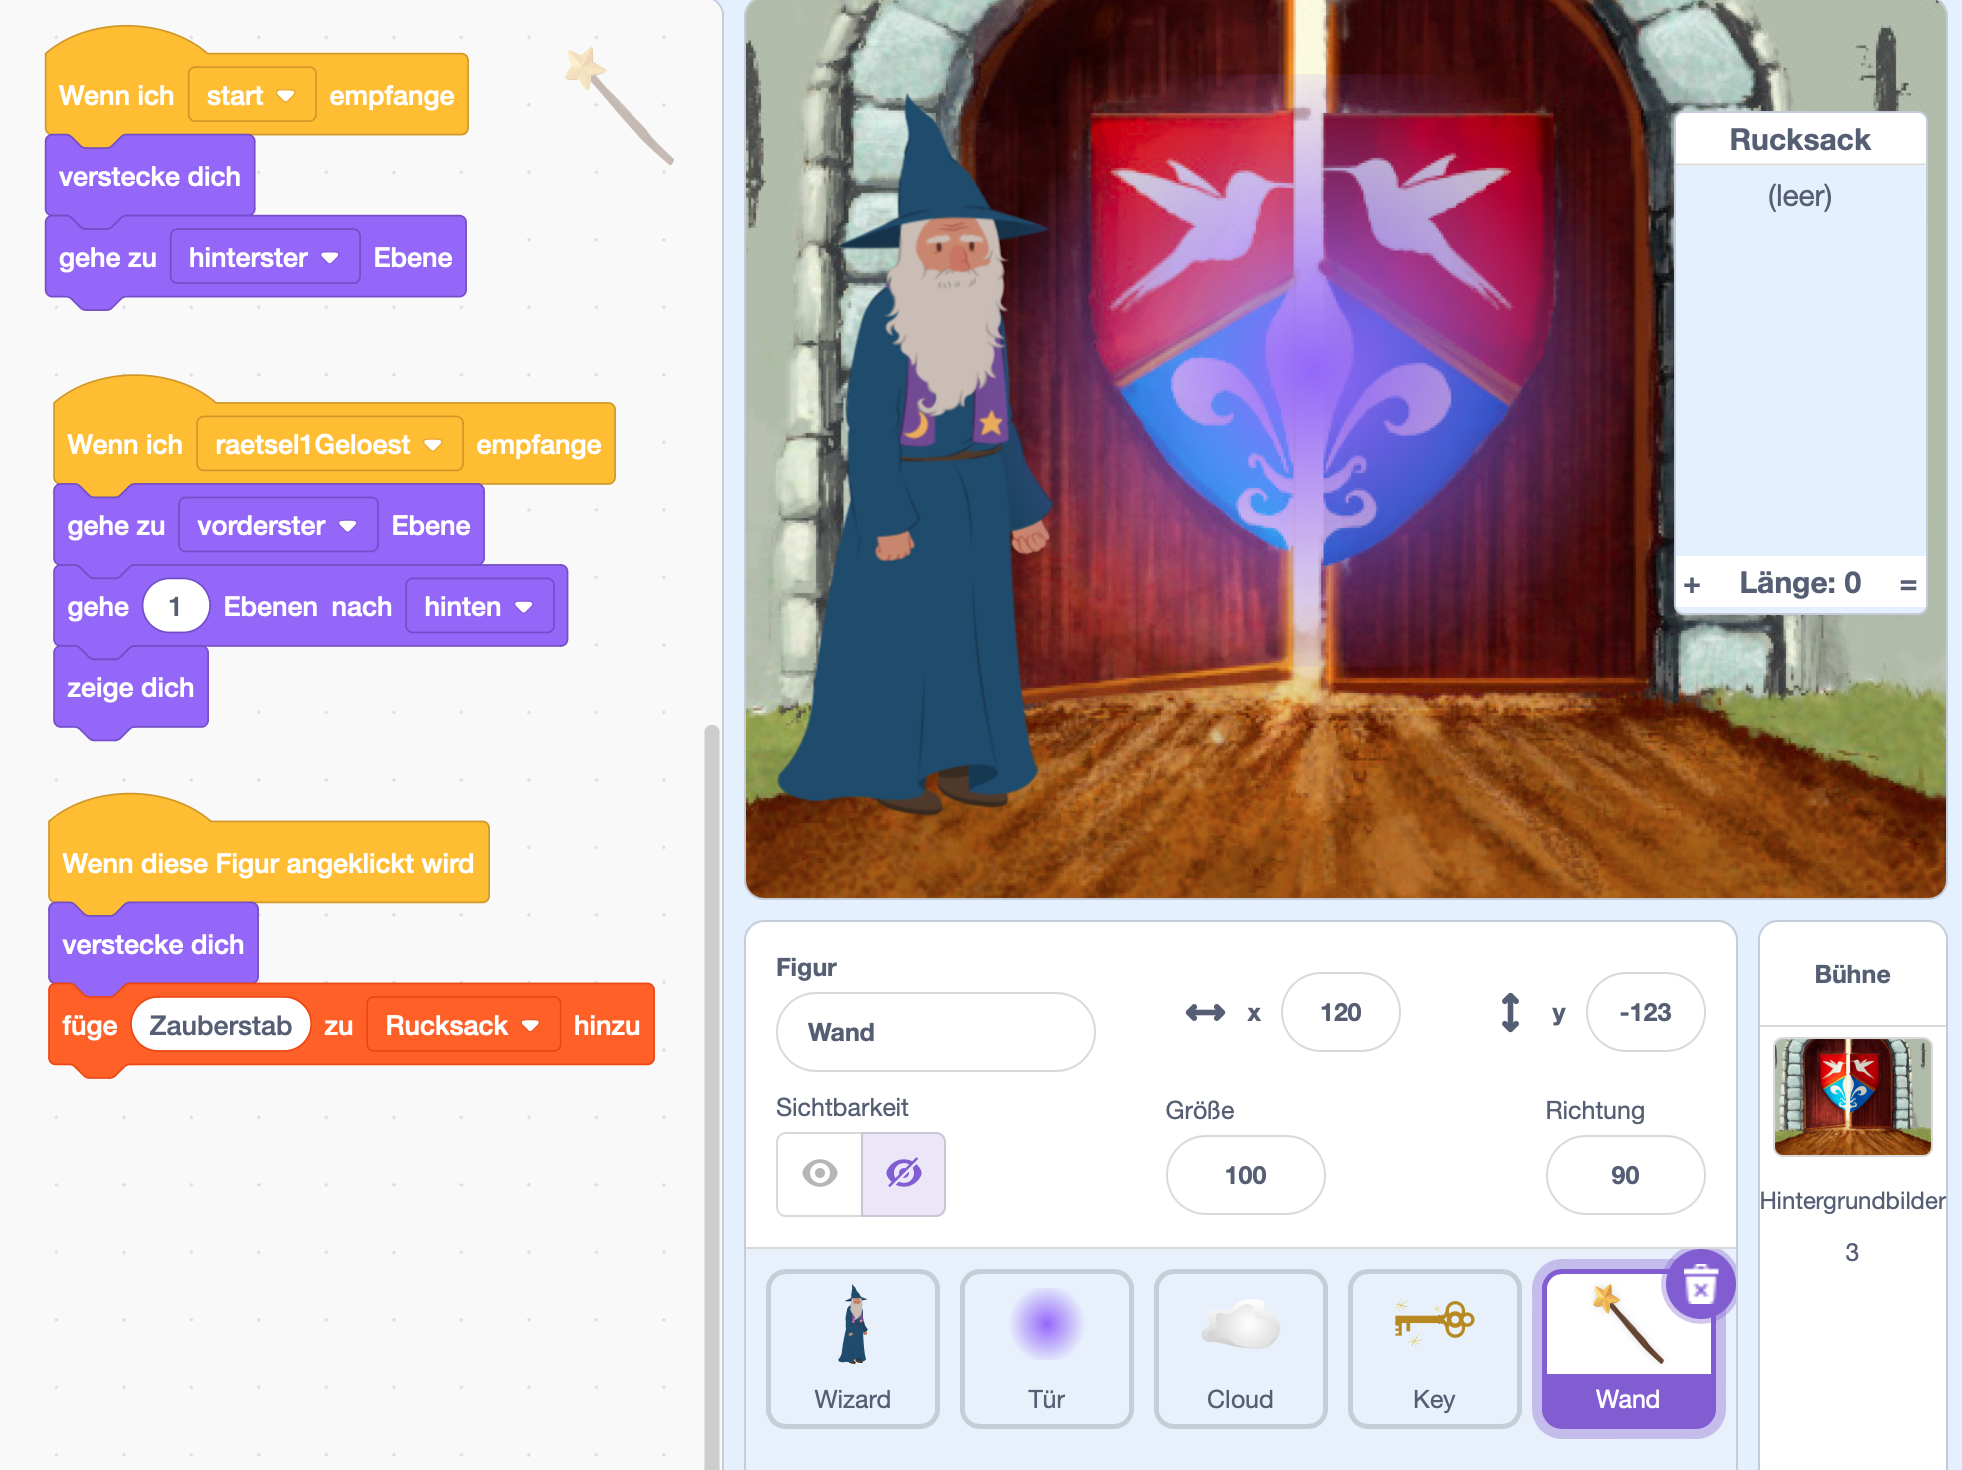 Wenn ich start empfange
verstecke dich
gehe zu hinterster Ebene
Wenn ich raetsel1Geloest empfange
gehe zu vorderster Ebene
gehe 1 Ebenen nach hinten
zeige dich
Wenn diese Figur angeklickt wird
verstecke dich
füge Zauberstab zu Rucksack hinzu
Rucksack
(leer)
+ Länge: 0 =
Figur
Wand
x 120
y -123
Sichtbarkeit
Größe
100
Richtung
90
Wizard
Tür
Cloud
Key
Wand
Bühne
Hintergrundbilder
3